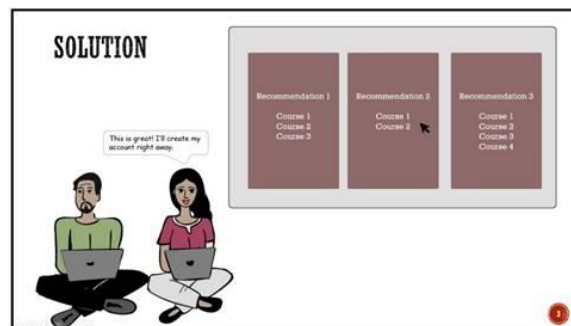 SOLUTION
This is great! I'll create my
account right away.
Recommendation 1
Course 1
Course 2
Course 3
Recommendation 2
Course 1
Course 2
Recommendation 3
Course 1
Course 2
Course 3
Course 4